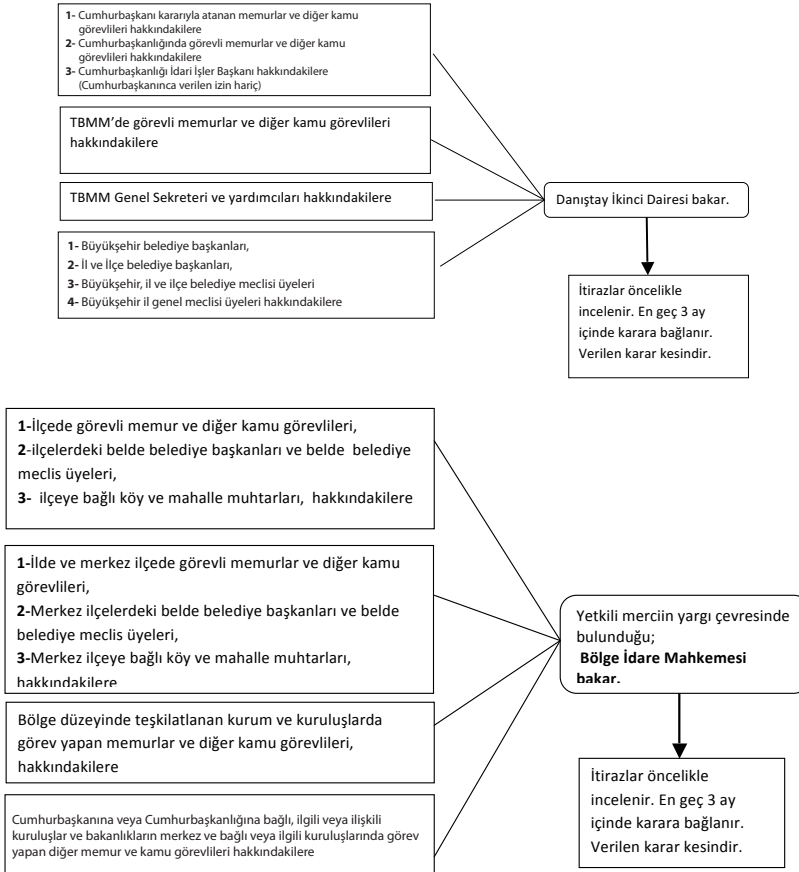 1- Cumhurbaşkanı kararıyla atanan memurlar ve diğer kamu
görevlileri hakkındakilere
2- Cumhurbaşkanlığında görevli memurlar ve diğer kamu
görvlileri hakkındakilere
3- Cumhurbaşkanlığı İdari İşler Başkanı hakkındakilere
(Cumhurbaşkanınca verilen izin hariç)
TBMM’de görevli memurlar ve diğer kamu görevlileri
hakkındakilere
TBMM Genel Sekreteri ve yardımcıları hakkındakilere
1- Büyükşehir belediye başkanları,
2- İl ve İlçe belediye başkanları,
3- Büyükşehir, il ve ilçe belediye meclisi üyeleri
4- Büyükşehir il genel meclisi üyeleri hakkındakilere
Danıştay İkinci Dairesi bakar.
İtirazlar öncelikle
incelenir. En geç 3 ay
içinde karara bağlanır.
Verilen karar kesindir.
1-İlçede görevli memur ve diğer kamu görevlileri,
2-ilçelerdeki belde belediye başkanları ve belde belediye
meclis üyeleri,
3- ilçeye bağlı köy ve mahalle muhtarları, hakkındakilere
1-İlde ve merkez ilçede görevli memurlar ve diğer kamu
görevlileri,
2-Merkez ilçelerdeki belde belediye başkanları ve belde
belediye meclis üyeleri,
3-Merkez ilçeye bağlı köy ve mahalle muhtarları,
hakkındakilere
Bölge düzeyinde teşkilatlanan kurum ve kuruluşlarda
görev yapan memurlar ve diğer kamu görevlileri,
hakkındakilere
Cumhurbaşkanına veya Cumhurbaşkanlığına bağlı, ilgili veya ilişkili
kuruluşlar ve bakanlıkların merkez ve bağlı veya ilgili kuruluşlarında görev
yapan diğer memur ve kamu görevlileri hakkındakilere
Yetkili merciin yargı çevresinde
bulunduğu;
Bölge İdare Mahkemesi
bakar.
İtirazlar öncelikle
incelenir. En geç 3 ay
içinde karara bağlanır.
Verilen karar kesindir.